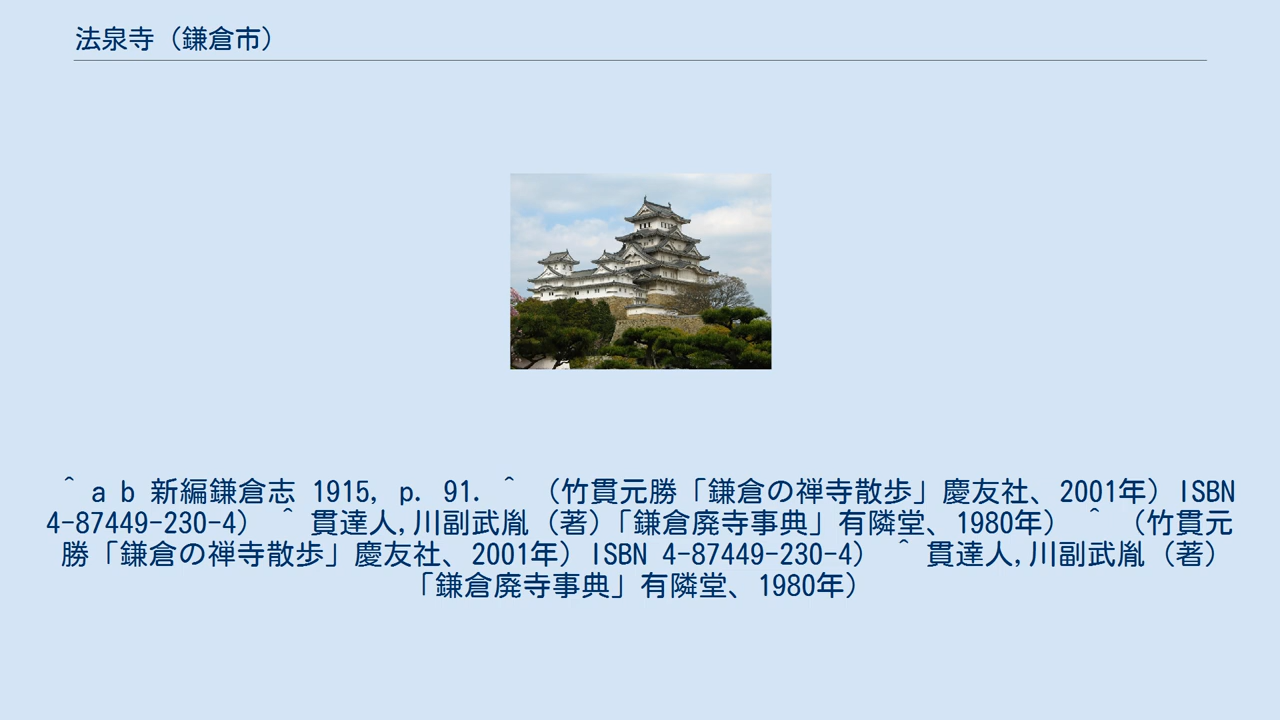 法泉寺（鎌倉市）
^ a b 新編鎌倉志 1915, p. 91. ^ （竹貫元勝「鎌倉の禅寺散歩」慶友社、2001年）ISBN
4-87449-230-4） ^ 貫達人,川副武胤（著）「鎌倉廃寺事典」有隣堂、1980年） ^ （竹貫元
勝「鎌倉の禅寺散歩」慶友社、2001年）ISBN 4-87449-230-4） ^ 貫達人,川副武胤（著）
「鎌倉廃寺事典」有隣堂、1980年）